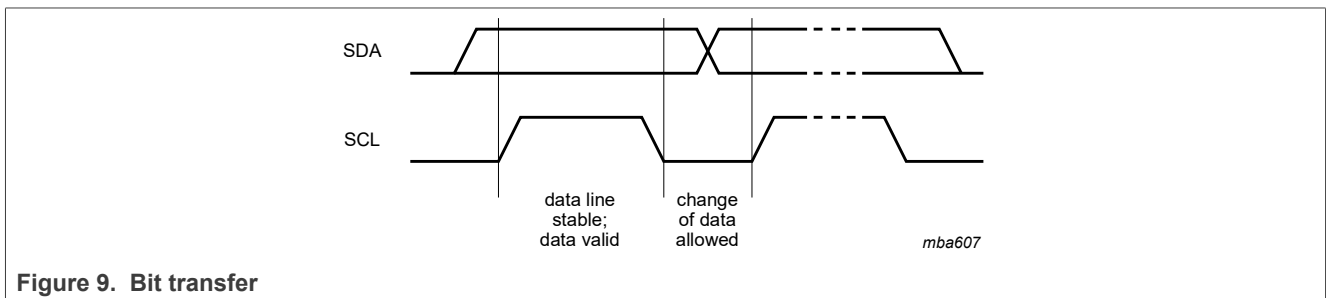 SDA
SCL
data line
stable;
data valid
change
of data
allowed
mba607
Figure 9. Bit transfer